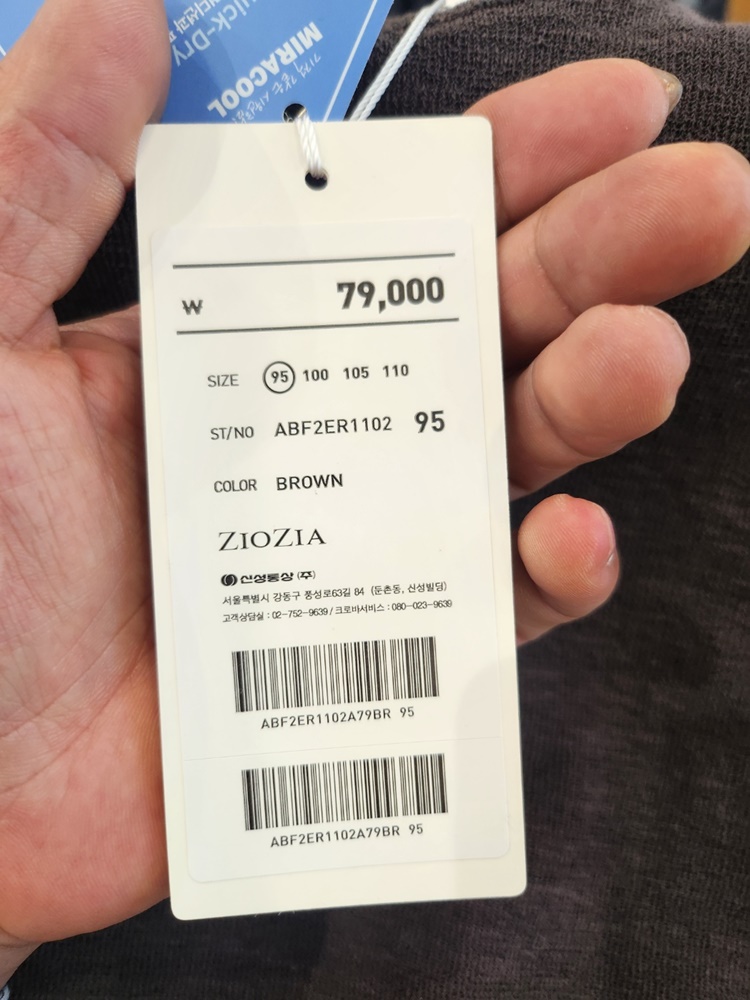 Quick-Dry
MIRACOOL
₩ 79,000
SIZE 95 100 105 110
ST/NO ABF2ER1102 95
COLOR BROWN
ZIOZIA
신성통상(주)
서울특별시 강동구 풍성로63길 84 (둔촌동, 신성빌딩)
고객상담실 : 02-752-9639 / 크로바서비스 : 080-023-9639
ABF2ER1102A79BR 95
ABF2ER1102A79BR 95